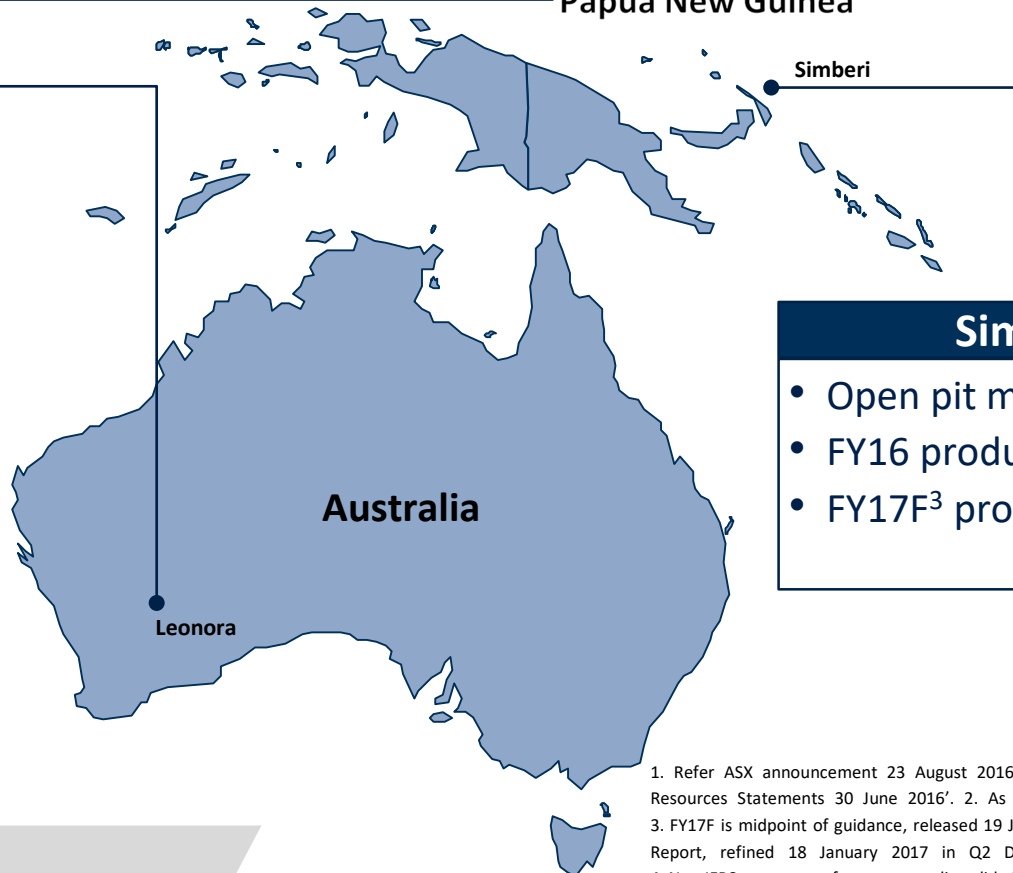 Papua New Guinea
Simberi
Sim
• Open pit m
• FY16 produ
• FY17F³ pro
Australia
Leonora
1. Refer ASX announcement 23 August 2016
Resources Statements 30 June 2016’. 2. As
3. FY17F is midpoint of guidance, released 19 J
Report, refined 18 January 2017 in Q2 D